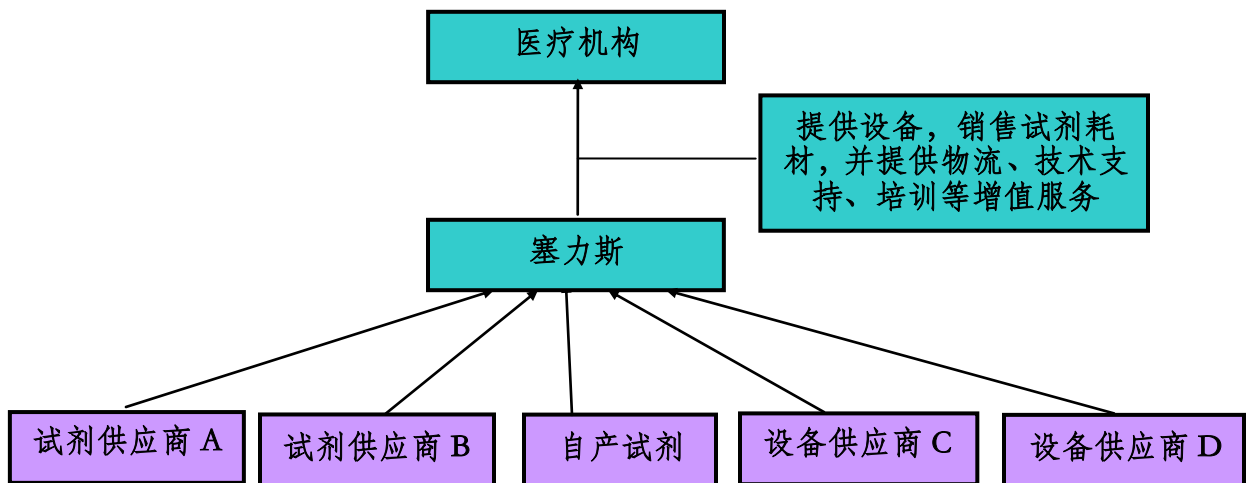 医疗机构
提供设备，销售试剂耗
材，并提供物流、技术支
持、培训等增值服务
塞力斯
试剂供应商 A
试剂供应商 B
自产试剂
设备供应商 C
设备供应商 D